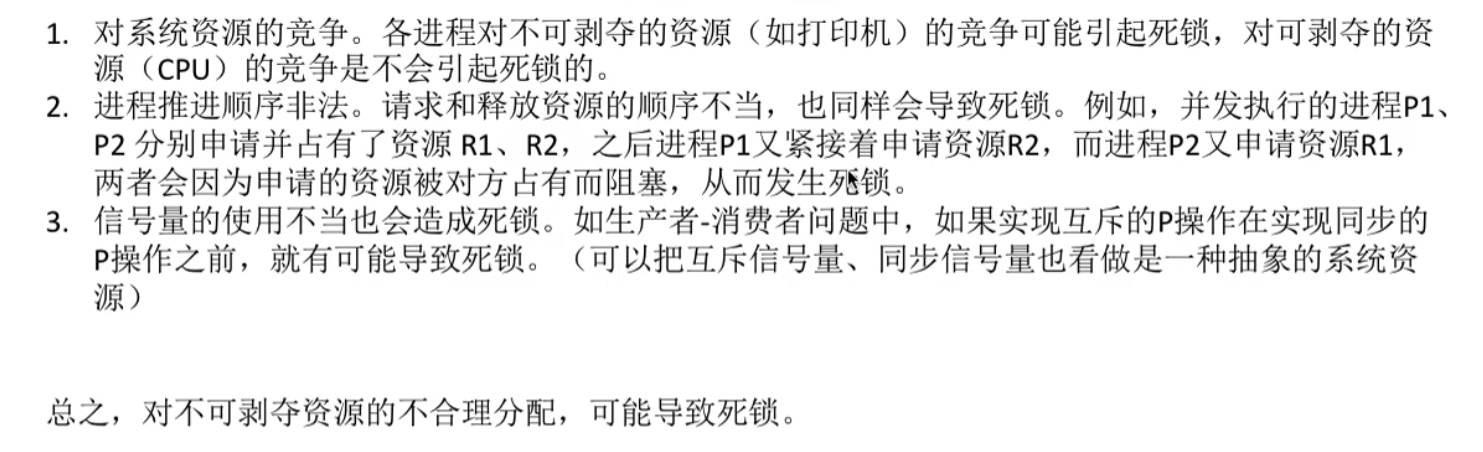 1. 对系统资源的竞争。各进程对不可剥夺的资源（如打印机）的竞争可能引起死锁，对可剥夺的资
源（CPU）的竞争是不会引起死锁的。
2. 进程推进顺序非法。请求和释放资源的顺序不当，也同样会导致死锁。例如，并发执行的进程P1、
P2 分别申请并占有了资源 R1、R2，之后进程P1又紧接着申请资源R2，而进程P2又申请资源R1，
两者会因为申请的资源被对方占有而阻塞，从而发生死锁。
3. 信号量的使用不当也会造成死锁。如生产者-消费者问题中，如果实现互斥的P操作在实现同步的
P操作之前，就有可能导致死锁。（可以把互斥信号量、同步信号量也看做是一种抽象的系统资
源）
总之，对不可剥夺资源的不合理分配，可能导致死锁。